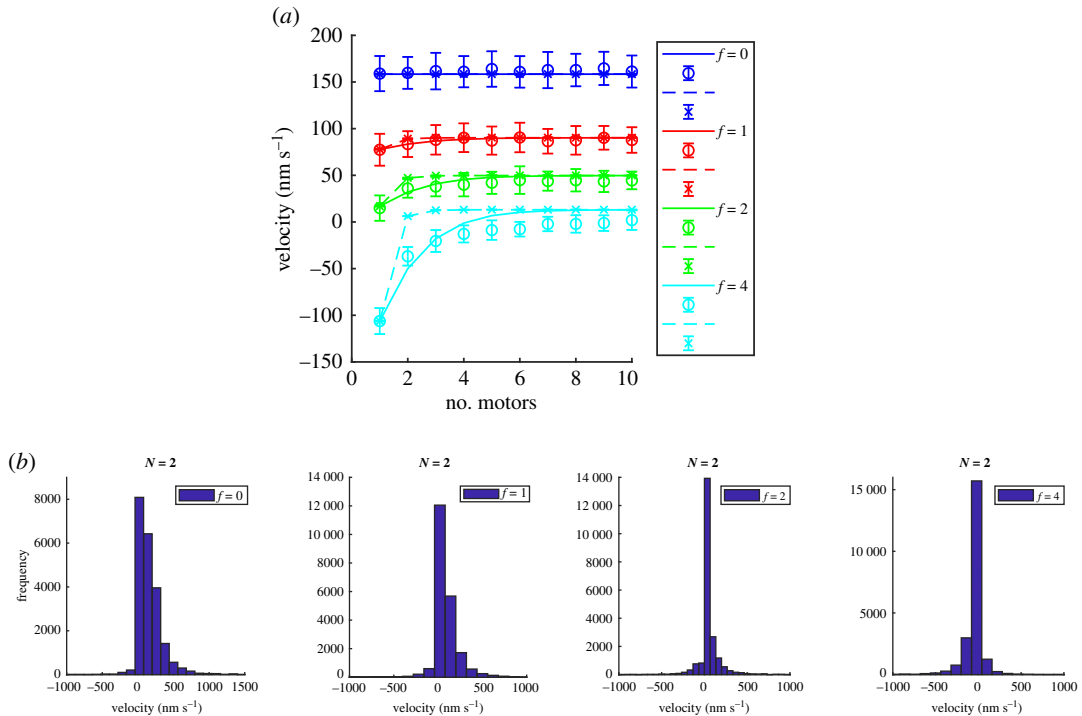 (a)
200
150
100
50
0
−50
−100
−150
velocity (nm s−1)
0 2 4 6 8 10
no. motors
f = 0
f = 1
f = 2
f = 4
(b)
N = 2
f = 0
8000
6000
4000
2000
0
frequency
−1000 −500 0 500 1000 1500
velocity (nm s−1)
N = 2
f = 1
14 000
12 000
10 000
8000
6000
4000
2000
0
−1000 −500 0 500 1000
velocity (nm s−1)
N = 2
f = 2
14 000
12 000
10 000
8000
6000
4000
2000
0
−1000 −500 0 500 1000
velocity (nm s−1)
N = 2
f = 4
15 000
10 000
5000
0
−1000 −500 0 500 1000
velocity (nm s−1)